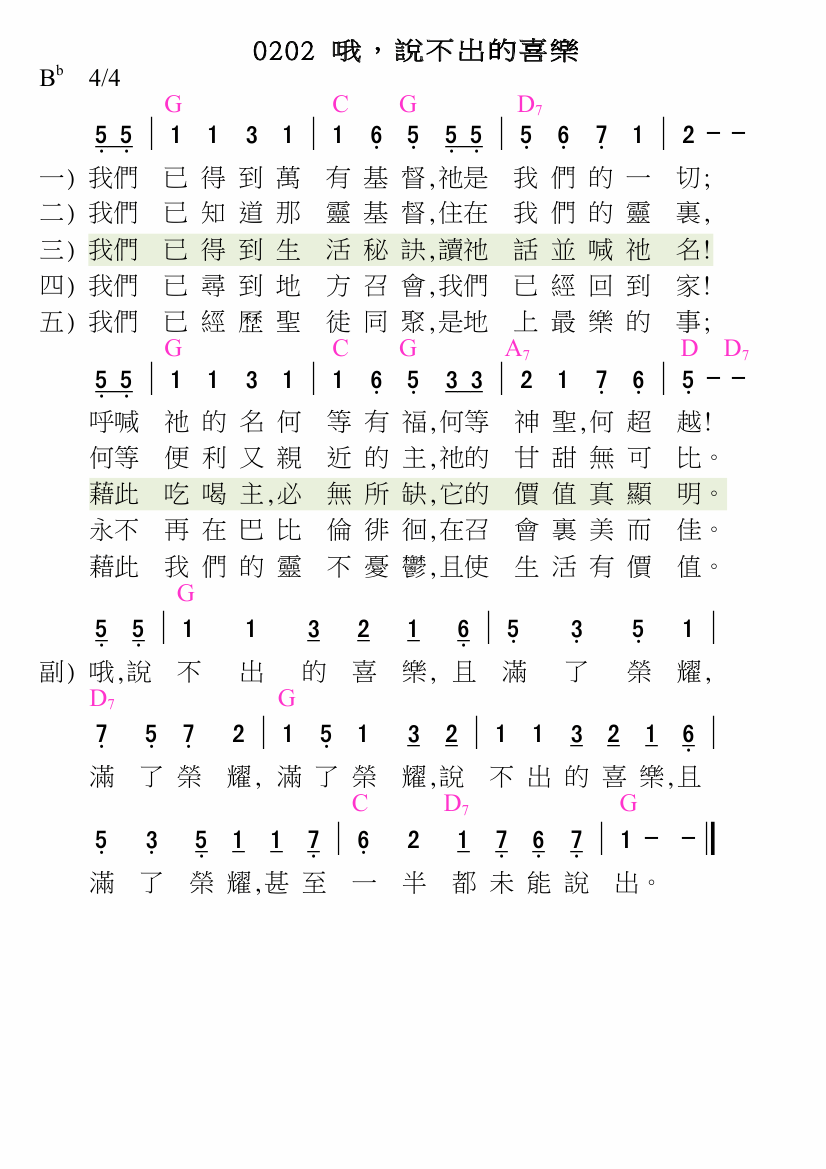 0202 哦，說不出的喜樂
Bb 4/4
G C G D7
5 5 | 1 1 3 1 | 1 6 5 5 5 | 5 6 7 1 | 2 - -
一) 我們 已得到萬 有基督,祂是 我們的一 切;
二) 我們 已知道那 靈基督,住在 我們的靈 裏,
三) 我們 已得到生 活秘訣,讀祂 話並喊祂 名!
四) 我們 已尋到地 方召會,我們 已經回到 家!
五) 我們 已經歷聖 徒同聚,是地 上最樂的 事;
G C G A7 D D7
5 5 | 1 1 3 1 | 1 6 5 3 3 | 2 1 7 6 | 5 - -
呼喊 祂的名何 等有福,何等 神聖,何超 越!
何等 便利又親 近的主,祂的 甘甜無可 比。
藉此 吃喝主,必 無所缺,它的 價值真顯 明。
永不 再在巴比 倫徘徊,在召 會裏美而 佳。
藉此 我們的靈 不憂鬱,且使 生活有價 值。
G
5 5 | 1 1 3 2 1 6 | 5 3 5 1 |
副) 哦,說 不 出 的 喜 樂, 且 滿 了 榮 耀,
D7 G
7 5 7 2 | 1 5 1 3 2 | 1 1 3 2 1 6 |
滿 了 榮 耀, 滿 了 榮 耀,說 不 出 的 喜 樂,且
C D7 G
5 3 5 1 1 7 | 6 2 1 7 6 7 | 1 - - ||
滿 了 榮 耀,甚 至 一 半 都 未 能 說 出。